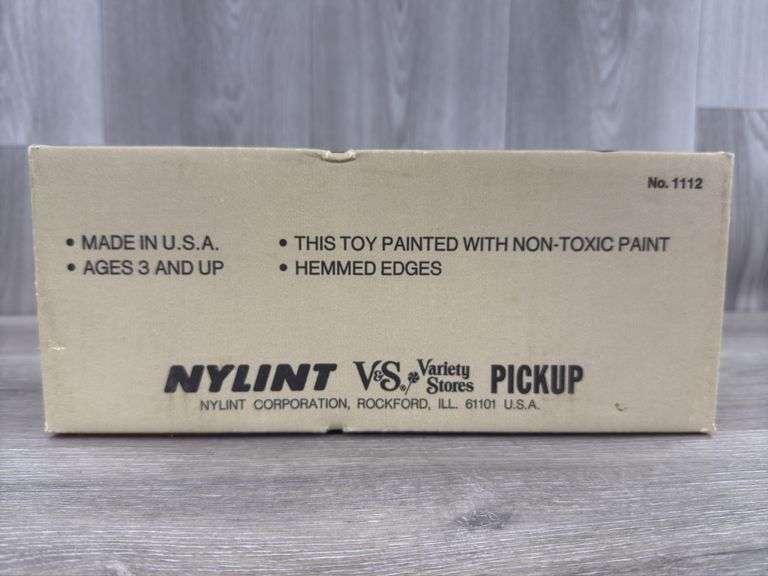 No. 1112
• MADE IN U.S.A. • THIS TOY PAINTED WITH NON-TOXIC PAINT
• AGES 3 AND UP • HEMMED EDGES
NYLINT V&S® Variety Stores PICKUP
NYLINT CORPORATION, ROCKFORD, ILL. 61101 U.S.A.